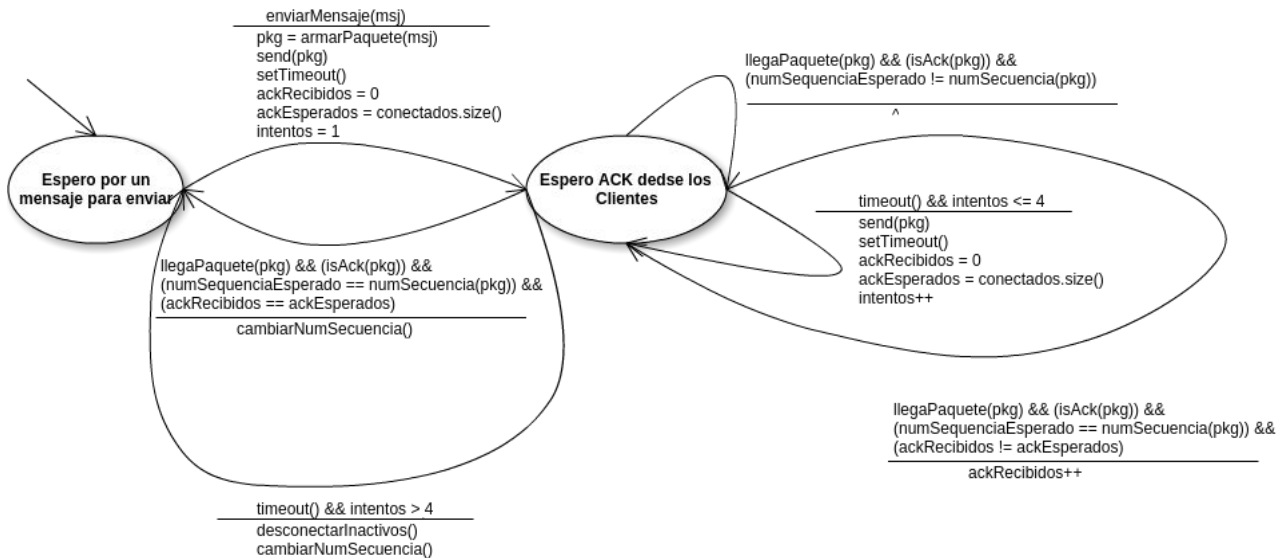 enviarMensaje(msj)
pkg = armarPaquete(msj)
send(pkg)
setTimeout()
ackRecibidos = 0
ackEsperados = conectados.size()
intentos = 1
llegaPaquete(pkg) && (isAck(pkg)) &&
(numSequenciaEsperado != numSecuencia(pkg))
^
Espero por un
mensaje para enviar
Espero ACK dedse los
Clientes
timeout() && intentos <= 4
send(pkg)
setTimeout()
ackRecibidos = 0
ackEsperados = conectados.size()
intentos++
llegaPaquete(pkg) && (isAck(pkg)) &&
(numSequenciaEsperado == numSecuencia(pkg)) &&
(ackRecibidos == ackEsperados)
cambiarNumSecuencia()
llegaPaquete(pkg) && (isAck(pkg)) &&
(numSequenciaEsperado == numSecuencia(pkg)) &&
(ackRecibidos != ackEsperados)
ackRecibidos++
timeout() && intentos > 4
desconectarInactivos()
cambiarNumSecuencia()